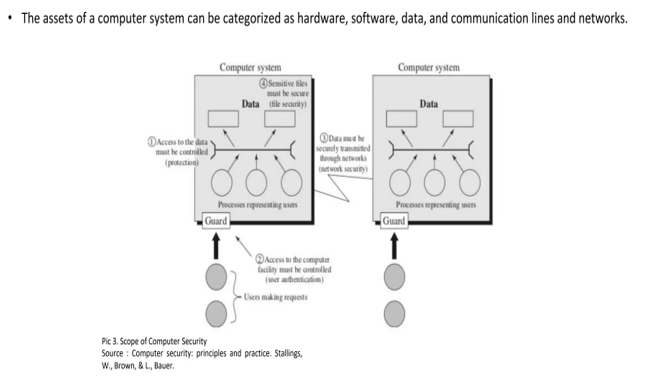 • The assets of a computer system can be categorized as hardware, software, data, and communication lines and networks.
Computer system
④Sensitive files
must be secure
(file security)
Data
①Access to the data
must be controlled
(protection)
Processes representing users
Guard
③Data must be
securely transmitted
through networks
(network security)
②Access to the computer
facility must be controlled
(user authentication)
Users making requests
Computer system
Data
Processes representing users
Guard
Pic 3. Scope of Computer Security
Source : Computer security: principles and practice. Stallings,
W., Brown, & L., Bauer.